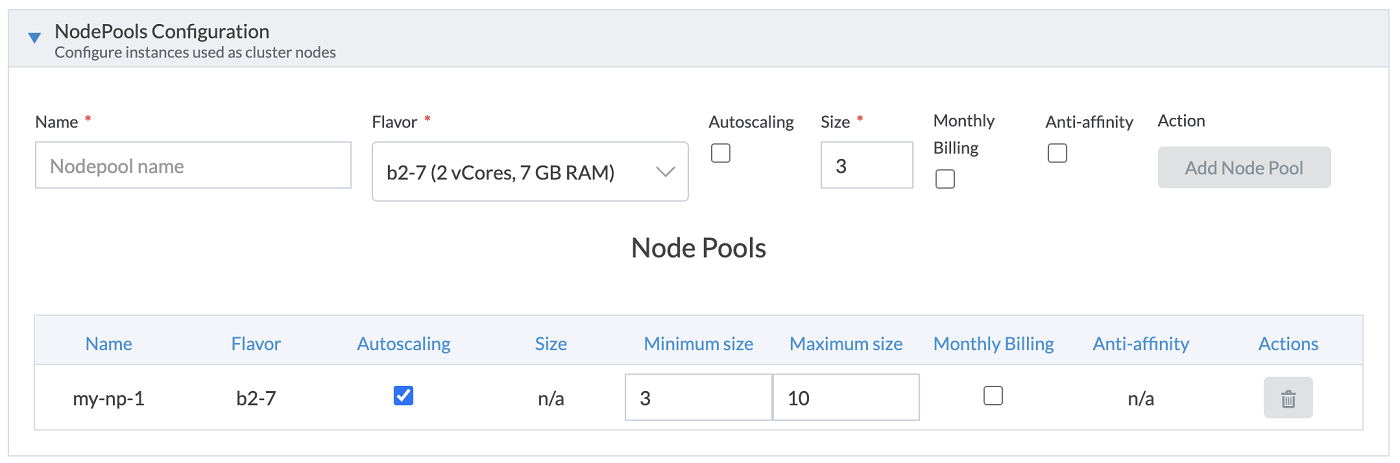 NodePools Configuration
Configure instances used as cluster nodes
Name *
Flavor *
Autoscaling
Size *
Monthly
Billing
Anti-affinity
Action
Nodepool name
b2-7 (2 vCores, 7 GB RAM)
3
Add Node Pool
Node Pools
Name Flavor Autoscaling Size Minimum size Maximum size Monthly Billing Anti-affinity Actions
my-np-1 b2-7 n/a 3 10 n/a